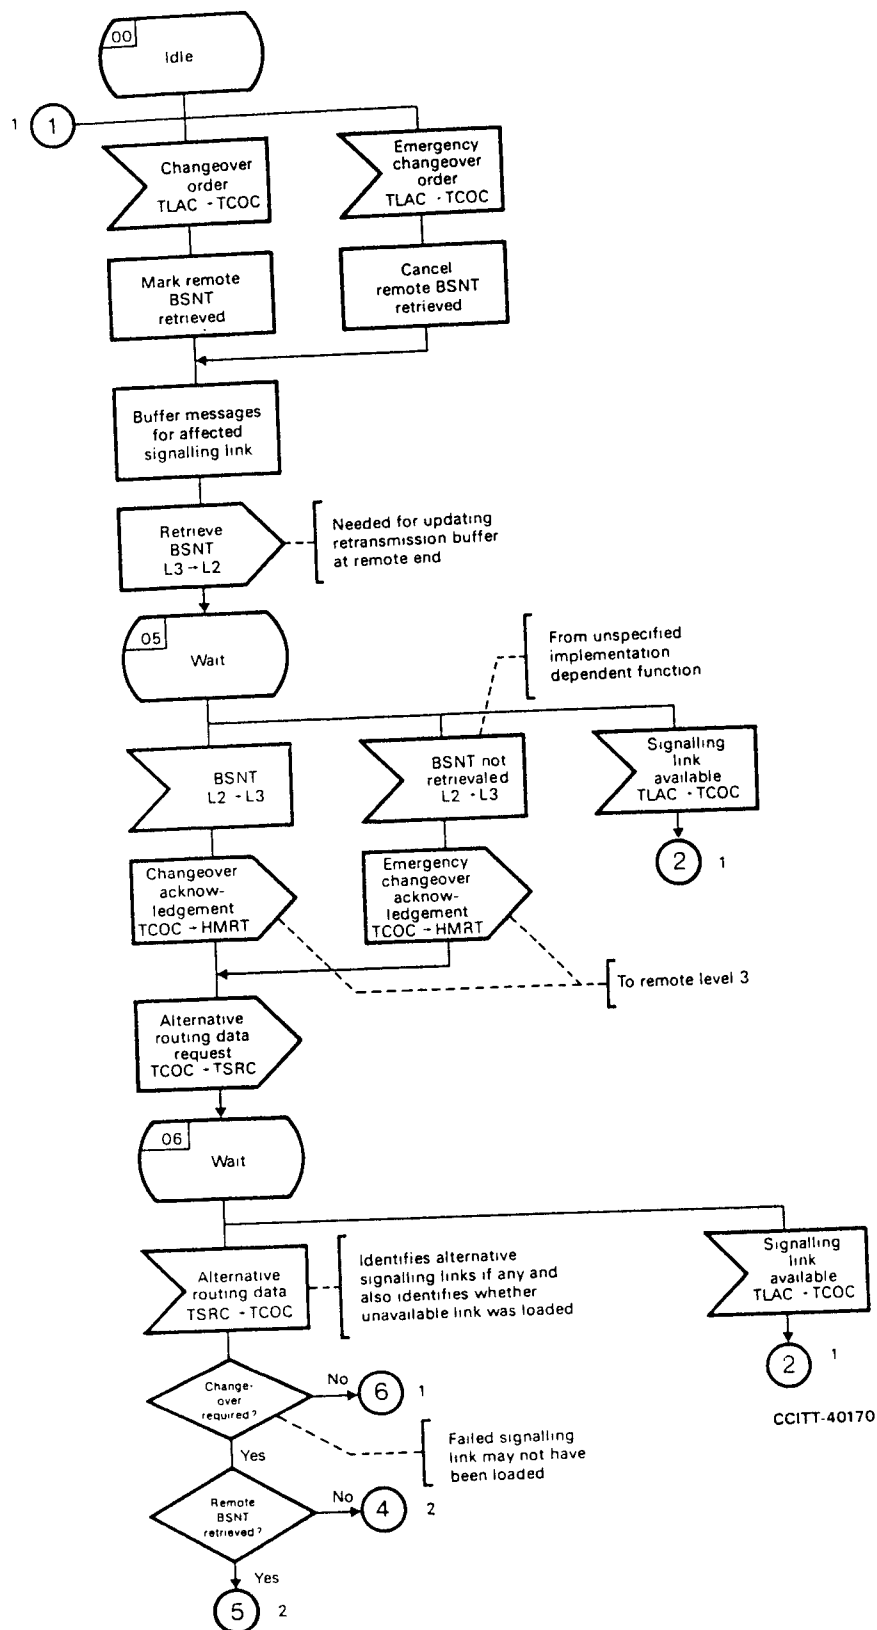 00
Idle
1
1
Changeover
order
TLAC - TCOC
Emergency
changeover
order
TLAC - TCOC
Mark remote
BSNT
retrieved
Cancel
remote BSNT
retrieved
Buffer messages
for affected
signalling link
Retrieve
BSNT
L3 → L2
Needed for updating
retransmission buffer
at remote end
05
Wait
From unspecified
implementation
dependent function
BSNT
L2 - L3
BSNT not
retrievaled
L2 - L3
Signalling
link
available
TLAC - TCOC
2
1
Changeover
acknow-
ledgement
TCOC → HMRT
Emergency
changeover
acknow-
ledgement
TCOC → HMRT
To remote level 3
Alternative
routing data
request
TCOC - TSRC
06
Wait
Alternative
routing data
TSRC - TCOC
Identifies alternative
signalling links if any and
also identifies whether
unavailable link was loaded
Signalling
link
available
TLAC - TCOC
2
1
Change-
over
required?
No
6
1
CCITT-40170
Yes
Failed signalling
link may not have
been loaded
Remote
BSNT
retrieved?
No
4
2
Yes
5
2